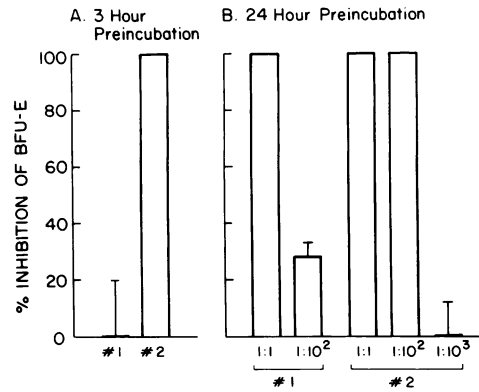 A. 3 Hour
Preincubation
B. 24 Hour Preincubation
% INHIBITION OF BFU-E
100
80
60
40
20
0
#1 #2
1:1 1:10² 1:1 1:10² 1:10³
#1 #2